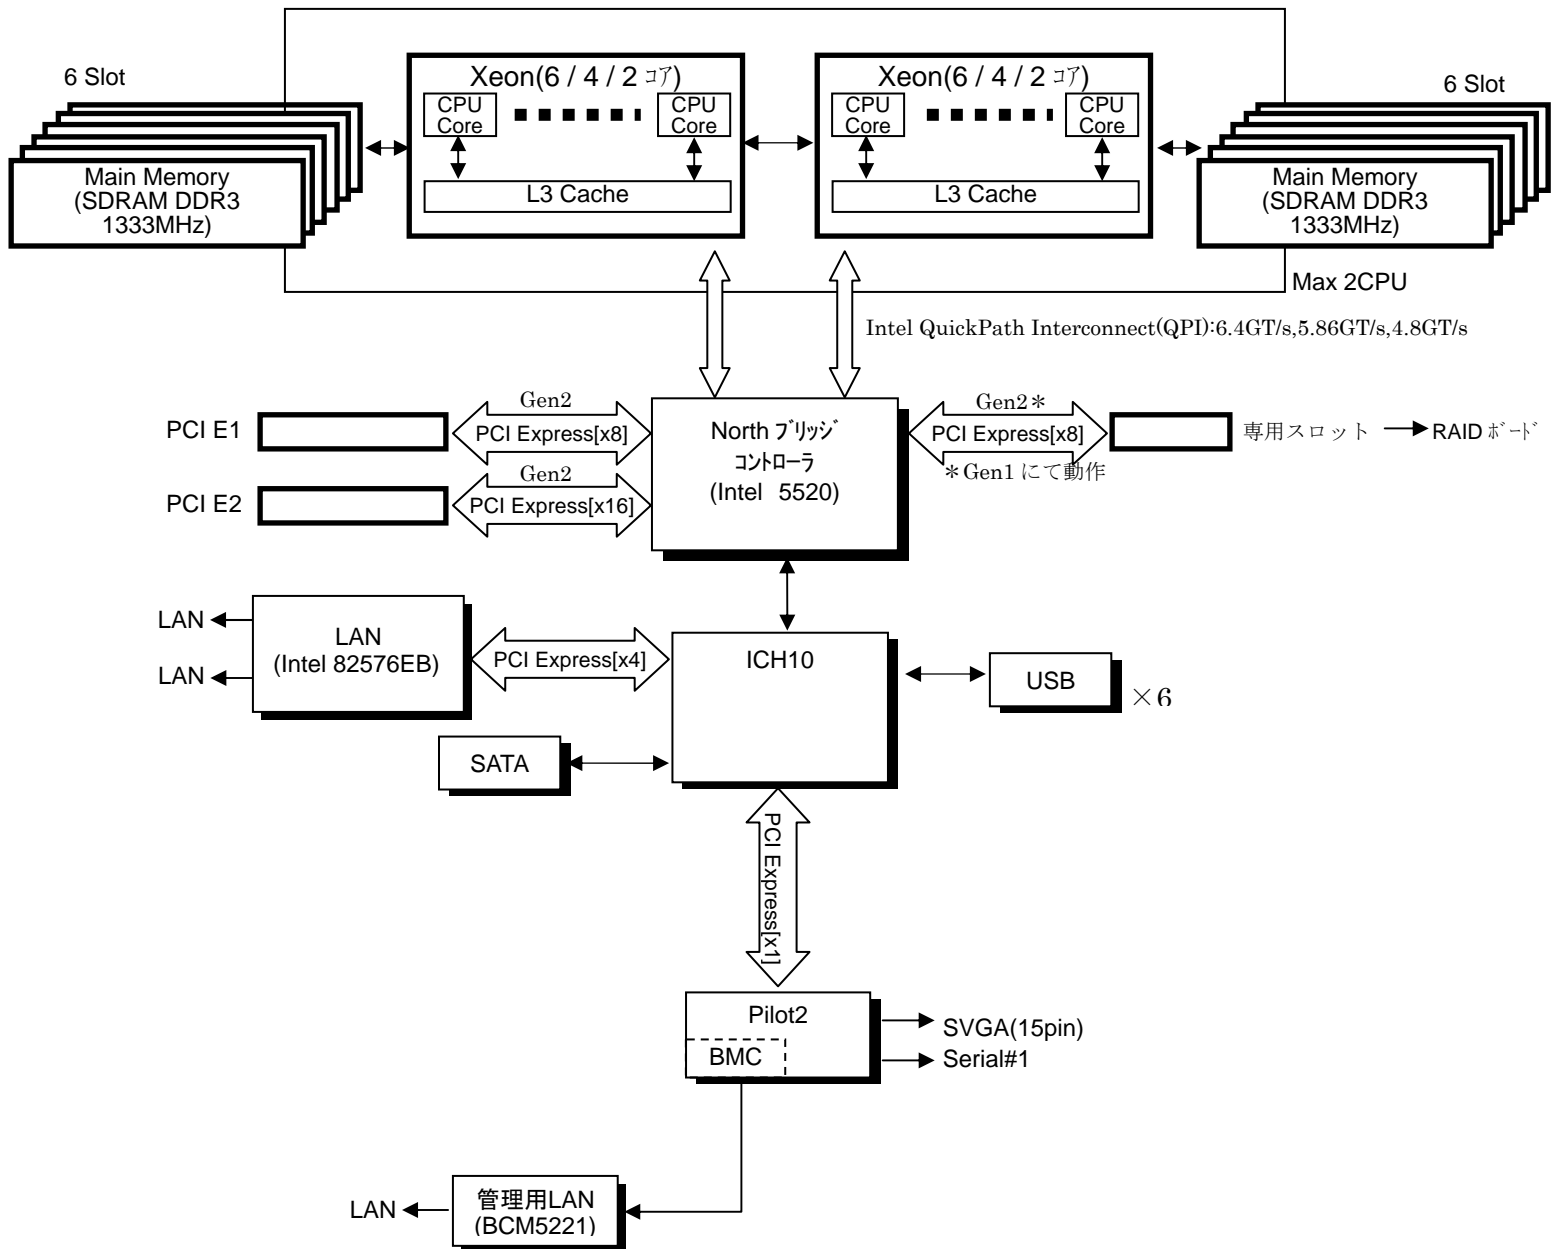 6 Slot
Xeon(6 / 4 / 2 コア)
CPU
Core
CPU
Core
L3 Cache
Xeon(6 / 4 / 2 コア)
CPU
Core
CPU
Core
L3 Cache
6 Slot
Main Memory
(SDRAM DDR3
1333MHz)
Main Memory
(SDRAM DDR3
1333MHz)
Max 2CPU
Intel QuickPath Interconnect(QPI):6.4GT/s,5.86GT/s,4.8GT/s
PCI E1
Gen2
PCI Express[x8]
North ブリッジ
コントローラ
(Intel 5520)
Gen2＊
PCI Express[x8]
＊Gen1 にて動作
専用スロット
RAID ボード
PCI E2
Gen2
PCI Express[x16]
LAN
LAN
LAN
(Intel 82576EB)
PCI Express[x4]
ICH10
USB
×6
SATA
PCI Express[x1]
Pilot2
BMC
SVGA(15pin)
Serial#1
LAN
管理用LAN
(BCM5221)